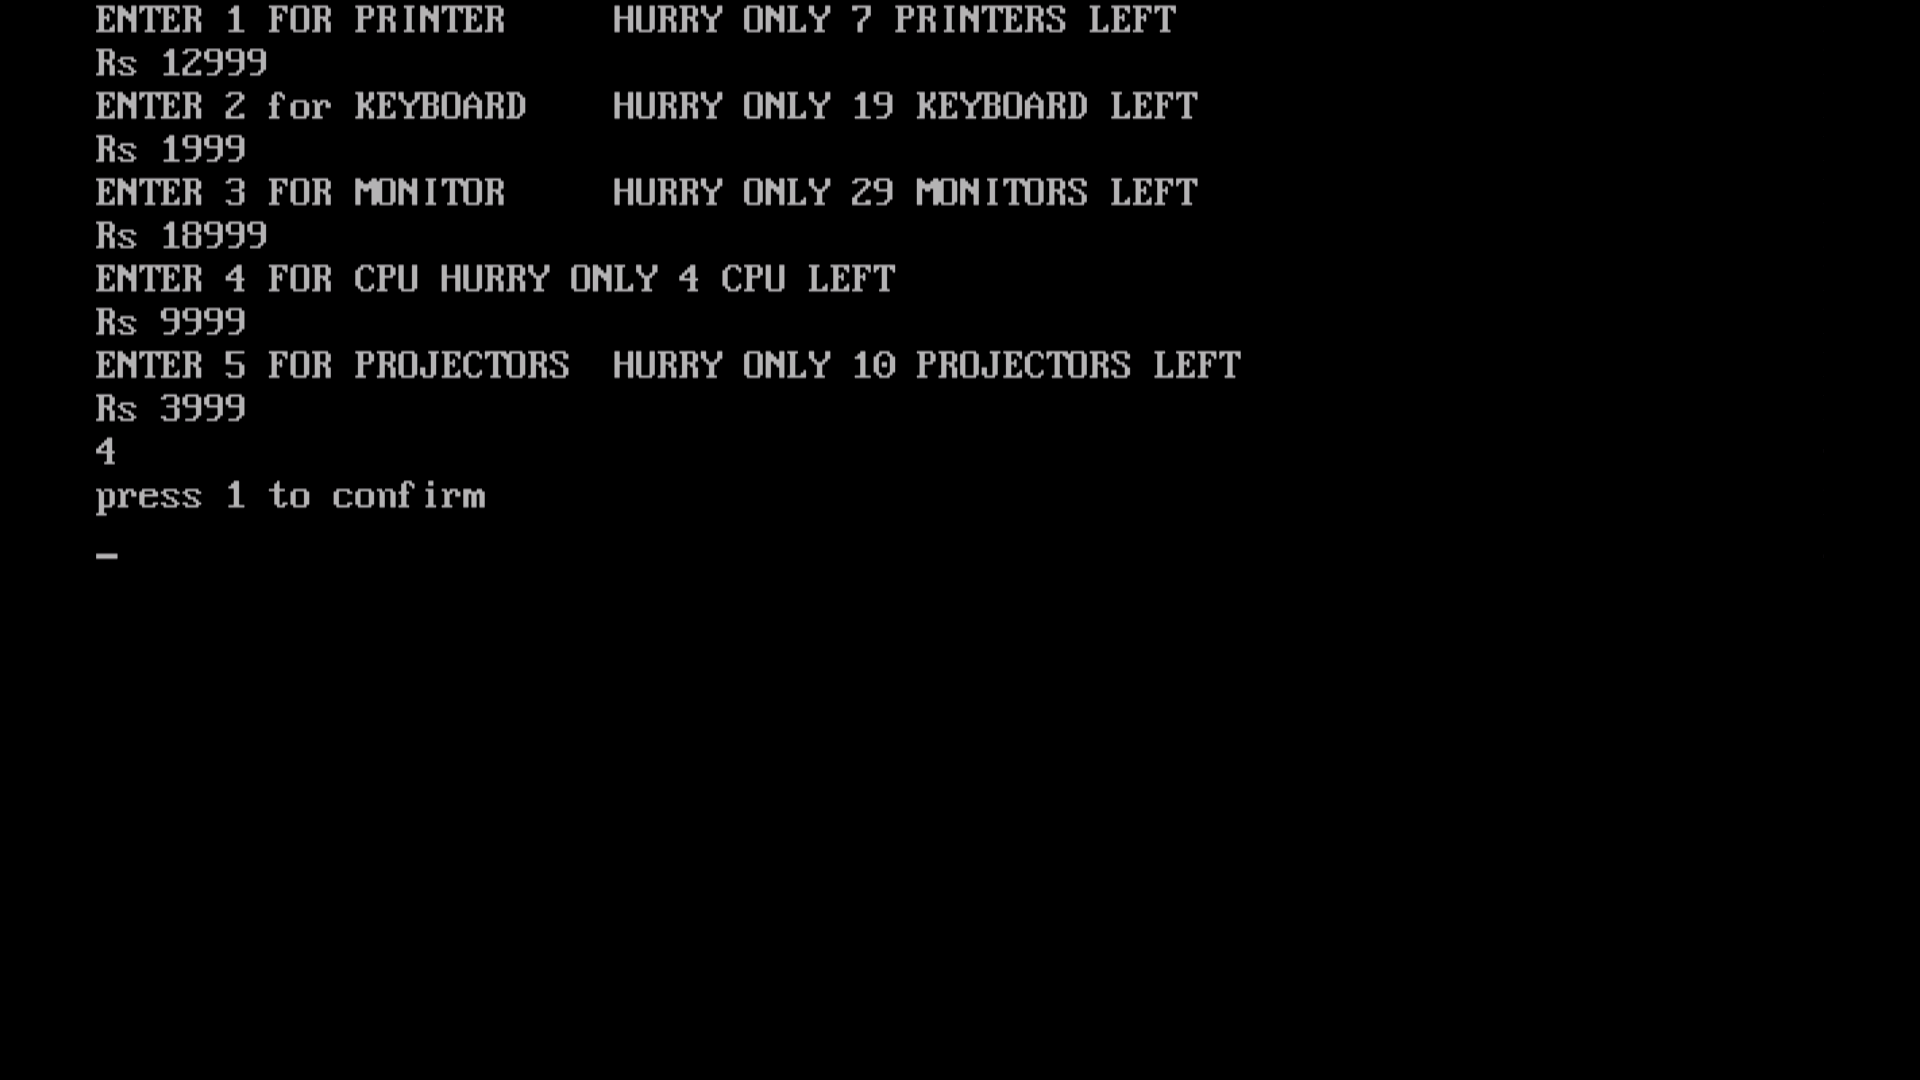 ENTER 1 FOR PRINTER     HURRY ONLY 7 PRINTERS LEFT
Rs 12999
ENTER 2 for KEYBOARD    HURRY ONLY 19 KEYBOARD LEFT
Rs 1999
ENTER 3 FOR MONITOR     HURRY ONLY 29 MONITORS LEFT
Rs 18999
ENTER 4 FOR CPU HURRY ONLY 4 CPU LEFT
Rs 9999
ENTER 5 FOR PROJECTORS  HURRY ONLY 10 PROJECTORS LEFT
Rs 3999
4
press 1 to confirm
_